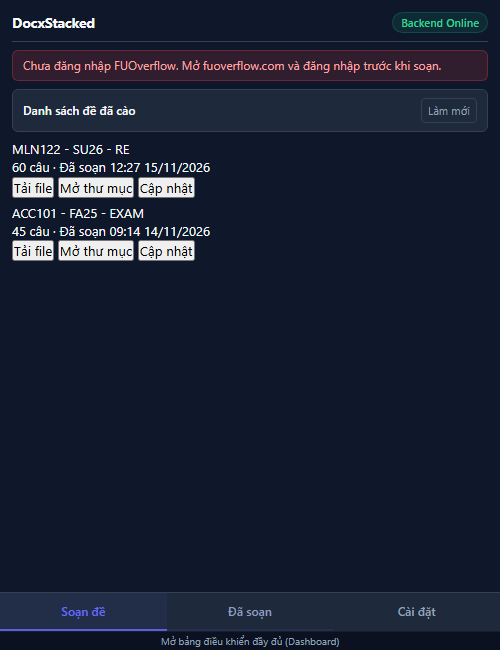 DocxStacked
Backend Online
Chưa đăng nhập FUOverflow. Mở fuoverflow.com và đăng nhập trước khi soạn.
Danh sách đề đã cào
Làm mới
MLN122 - SU26 - RE
60 câu · Đã soạn 12:27 15/11/2026
Tải file Mở thư mục Cập nhật
ACC101 - FA25 - EXAM
45 câu · Đã soạn 09:14 14/11/2026
Tải file Mở thư mục Cập nhật
Soạn đề Đã soạn Cài đặt
Mở bảng điều khiển đầy đủ (Dashboard)